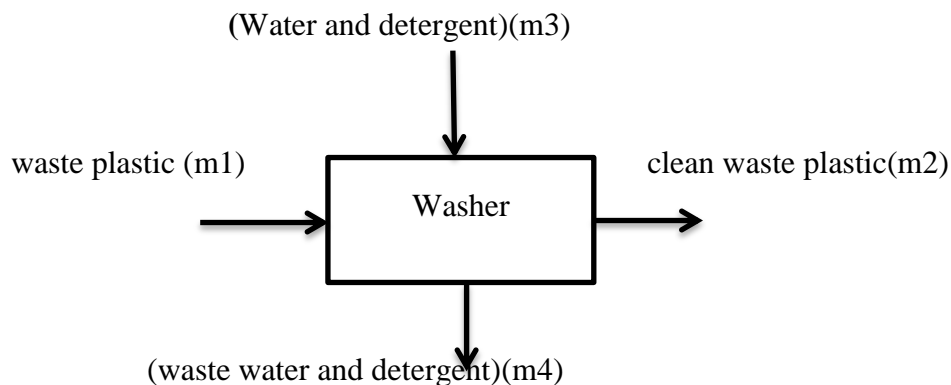 (Water and detergent)(m3)
waste plastic (m1)
clean waste plastic(m2)
Washer
(waste water and detergent)(m4)